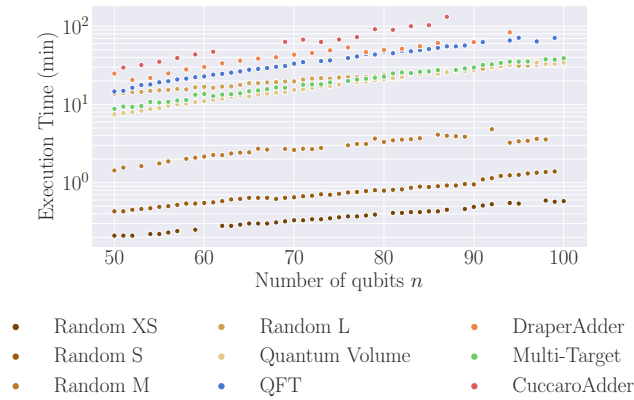 10²
10¹
10⁰
Execution Time (min)
50 60 70 80 90 100
Number of qubits n
Random XS Random L DraperAdder
Random S Quantum Volume Multi-Target
Random M QFT CuccaroAdder